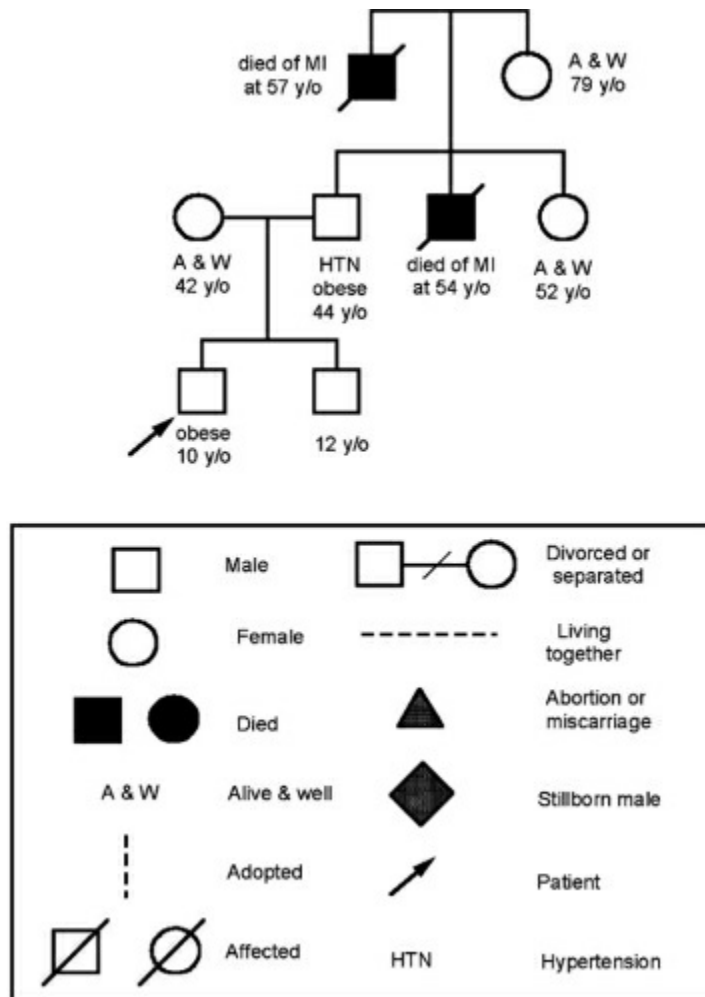 died of MI
at 57 y/o
A & W
79 y/o
A & W
42 y/o
HTN
obese
44 y/o
died of MI
at 54 y/o
A & W
52 y/o
obese
10 y/o
12 y/o
Male
Divorced or
separated
Female
Living
together
Died
Abortion or
miscarriage
A & W
Alive & well
Stillborn male
Adopted
Patient
Affected
HTN
Hypertension